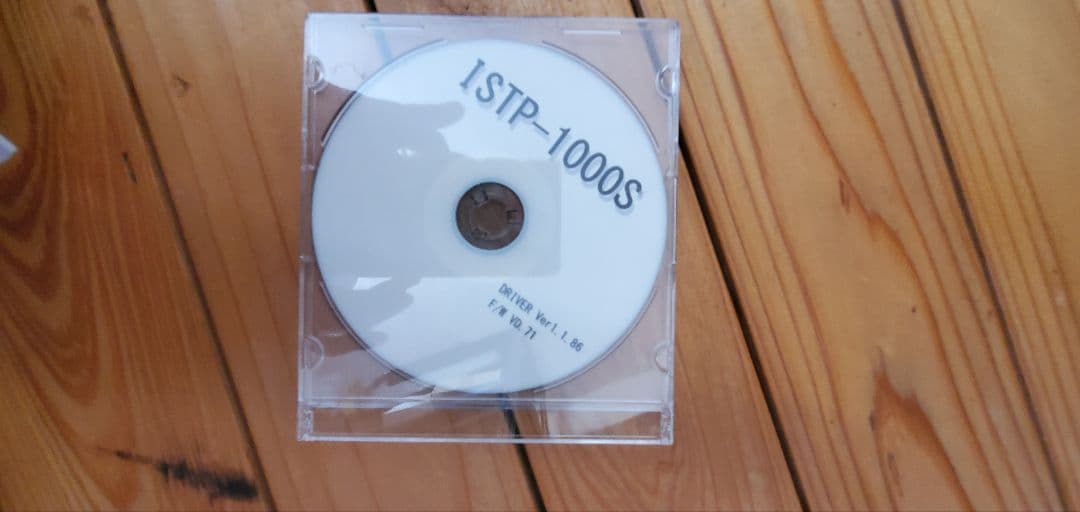 ISTP-1000S
DRIVER Ver1.1.86
F/W V0.71